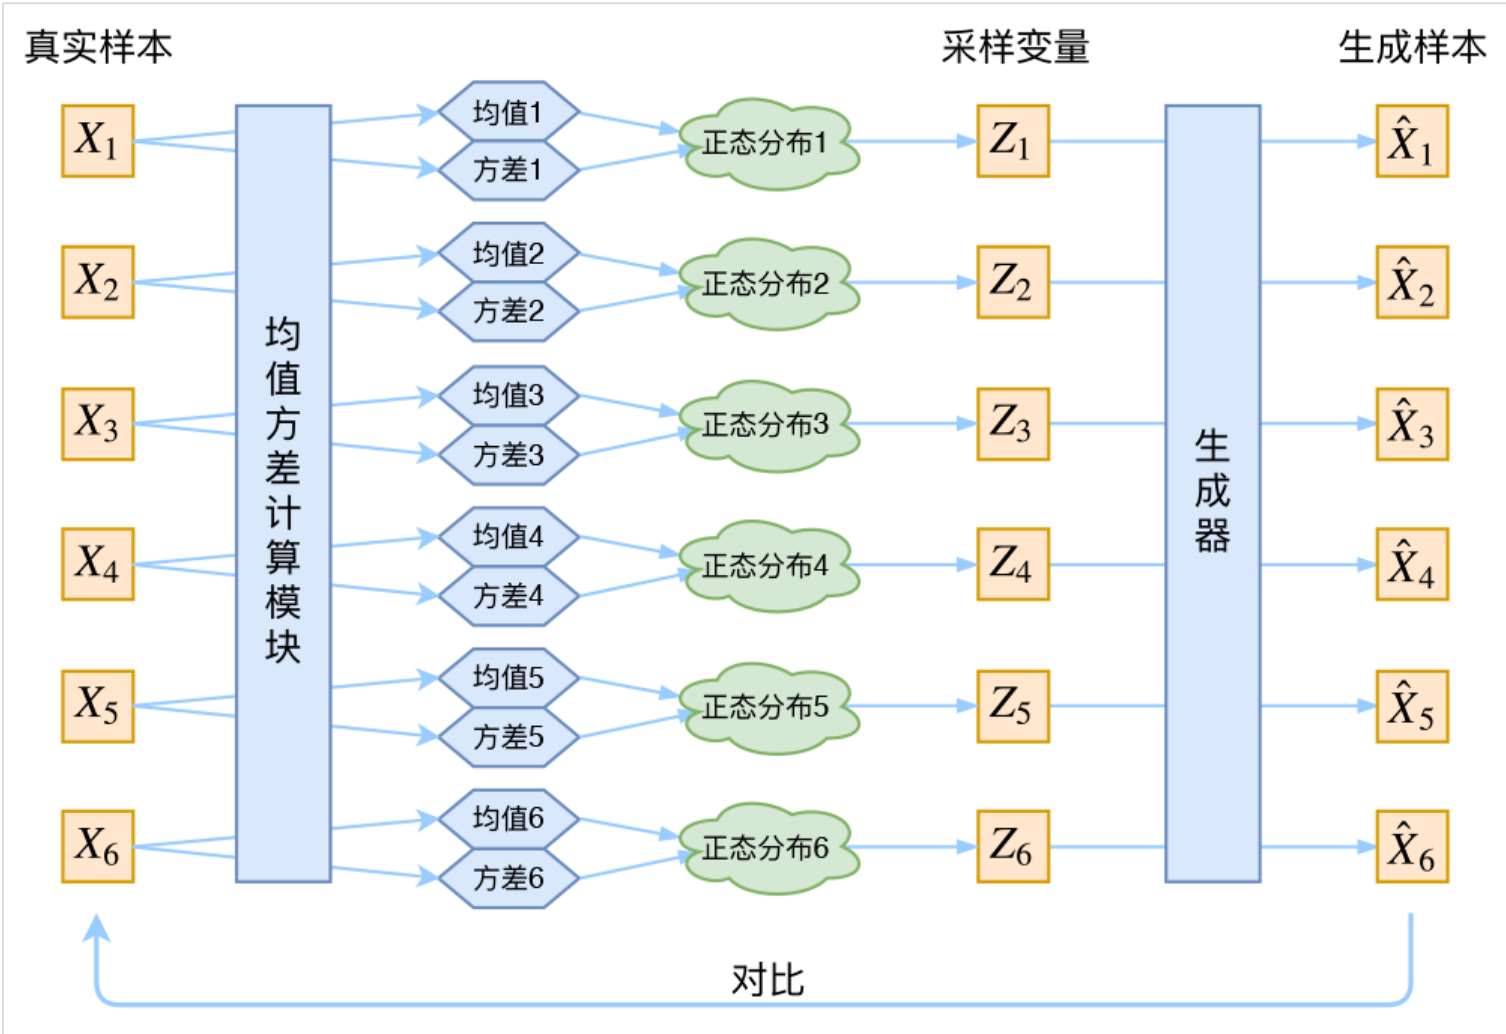 真实样本
采样变量
生成样本
X1
均值1
方差1
正态分布1
Z1
X̂1
X2
均值2
方差2
正态分布2
Z2
X̂2
X3
均值3
方差3
正态分布3
Z3
X̂3
X4
均值4
方差4
正态分布4
Z4
X̂4
X5
均值5
方差5
正态分布5
Z5
X̂5
X6
均值6
方差6
正态分布6
Z6
X̂6
均值方差计算模块
生成器
对比